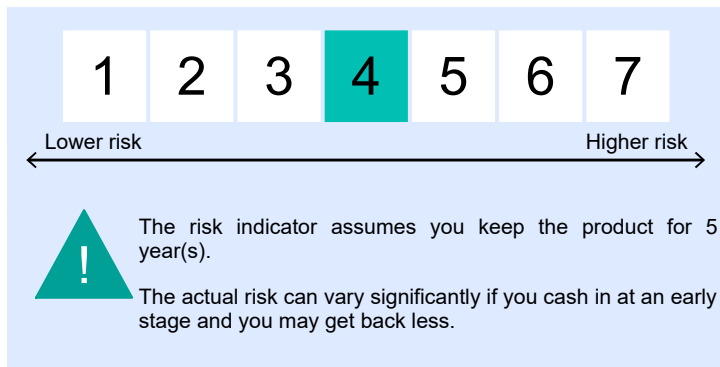 1 2 3 4 5 6 7
Lower risk Higher risk
!
The risk indicator assumes you keep the product for 5
year(s).
The actual risk can vary significantly if you cash in at an early
stage and you may get back less.